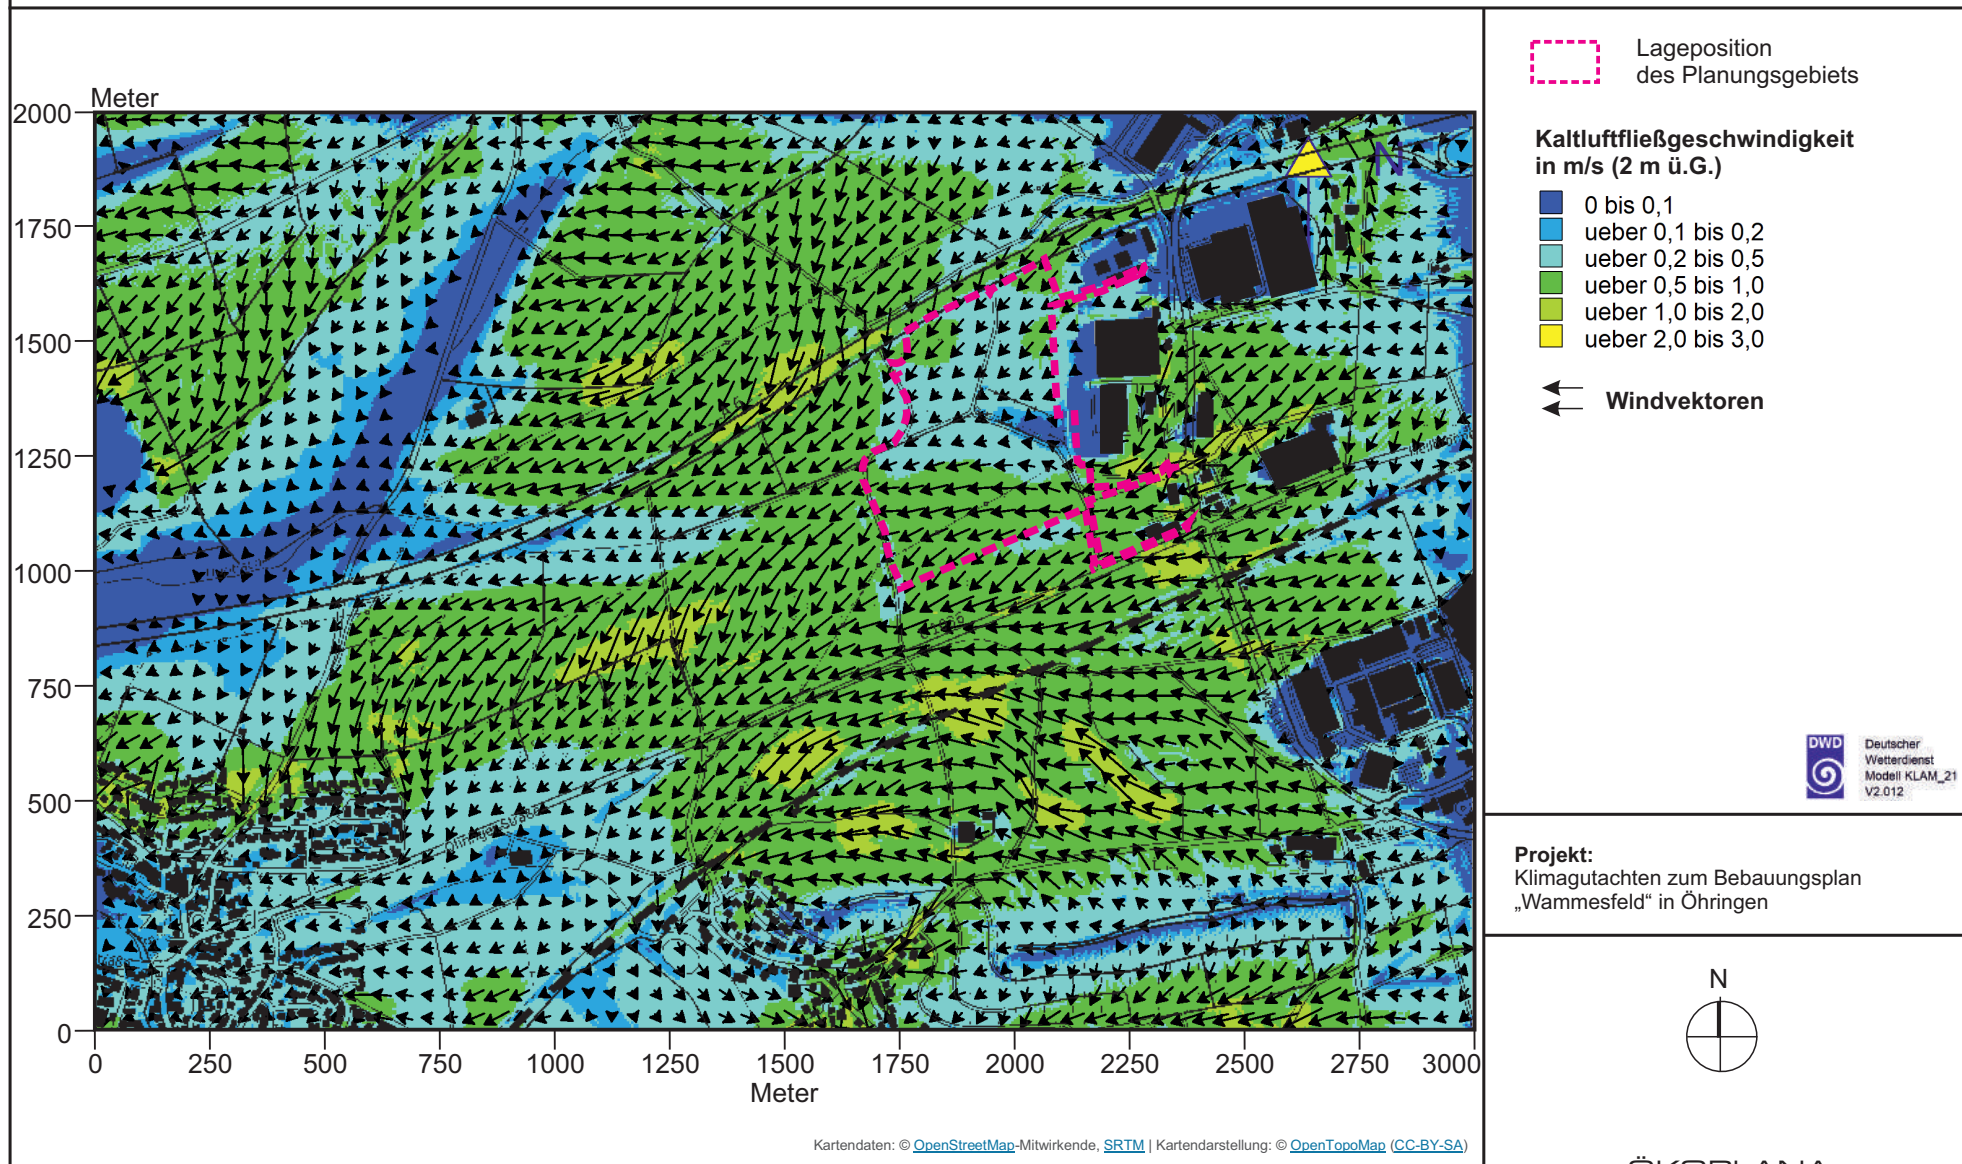 Meter
2000
1750
1500
1250
1000
750
500
250
0
0 250 500 750 1000 1250 1500 1750 2000 2250 2500 2750 3000
Meter
N
A 6
Öhringer Straße
Kartendaten: © OpenStreetMap-Mitwirkende, SRTM | Kartendarstellung: © OpenTopoMap (CC-BY-SA)
Lageposition
des Planungsgebiets
Kaltluftfließgeschwindigkeit
in m/s (2 m ü.G.)
0 bis 0,1
ueber 0,1 bis 0,2
ueber 0,2 bis 0,5
ueber 0,5 bis 1,0
ueber 1,0 bis 2,0
ueber 2,0 bis 3,0
Windvektoren
DWD
Deutscher
Wetterdienst
Modell KLAM_21
V2.012
Projekt:
Klimagutachten zum Bebauungsplan
„Wammesfeld“ in Öhringen
N
ÖKOPLANA